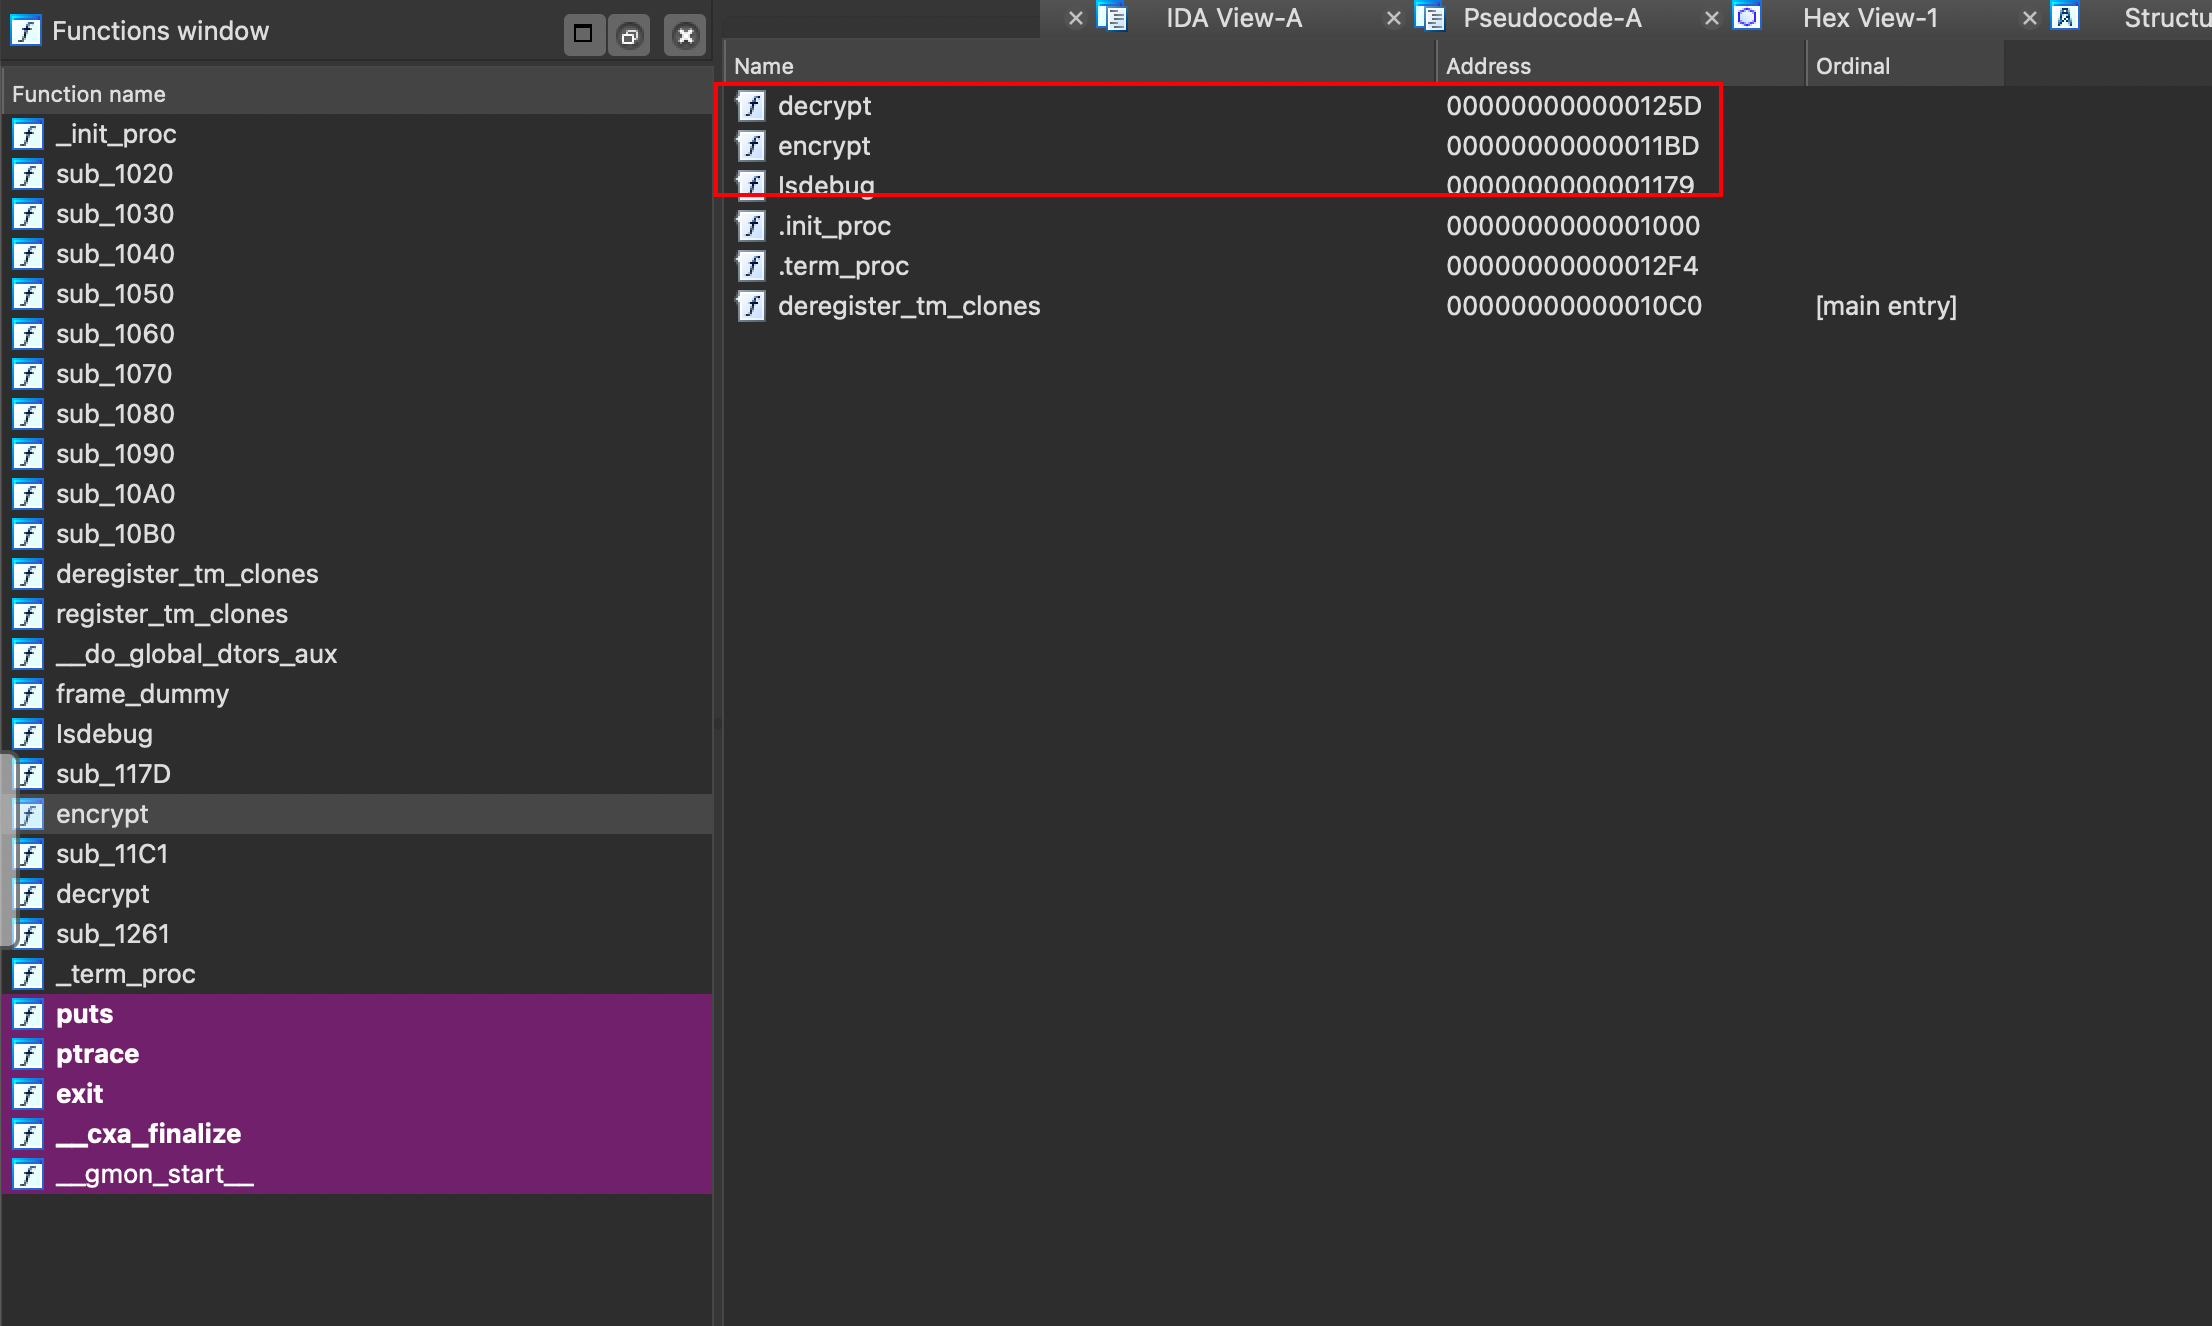 Functions window
Function name
_init_proc
sub_1020
sub_1030
sub_1040
sub_1050
sub_1060
sub_1070
sub_1080
sub_1090
sub_10A0
sub_10B0
deregister_tm_clones
register_tm_clones
__do_global_dtors_aux
frame_dummy
Isdebug
sub_117D
encrypt
sub_11C1
decrypt
sub_1261
_term_proc
puts
ptrace
exit
__cxa_finalize
__gmon_start__
IDA View-A Pseudocode-A Hex View-1 Structu
Name Address Ordinal
decrypt 000000000000125D
encrypt 00000000000011BD
Isdebug 0000000000001179
.init_proc 0000000000001000
.term_proc 00000000000012F4
deregister_tm_clones 00000000000010C0 [main entry]